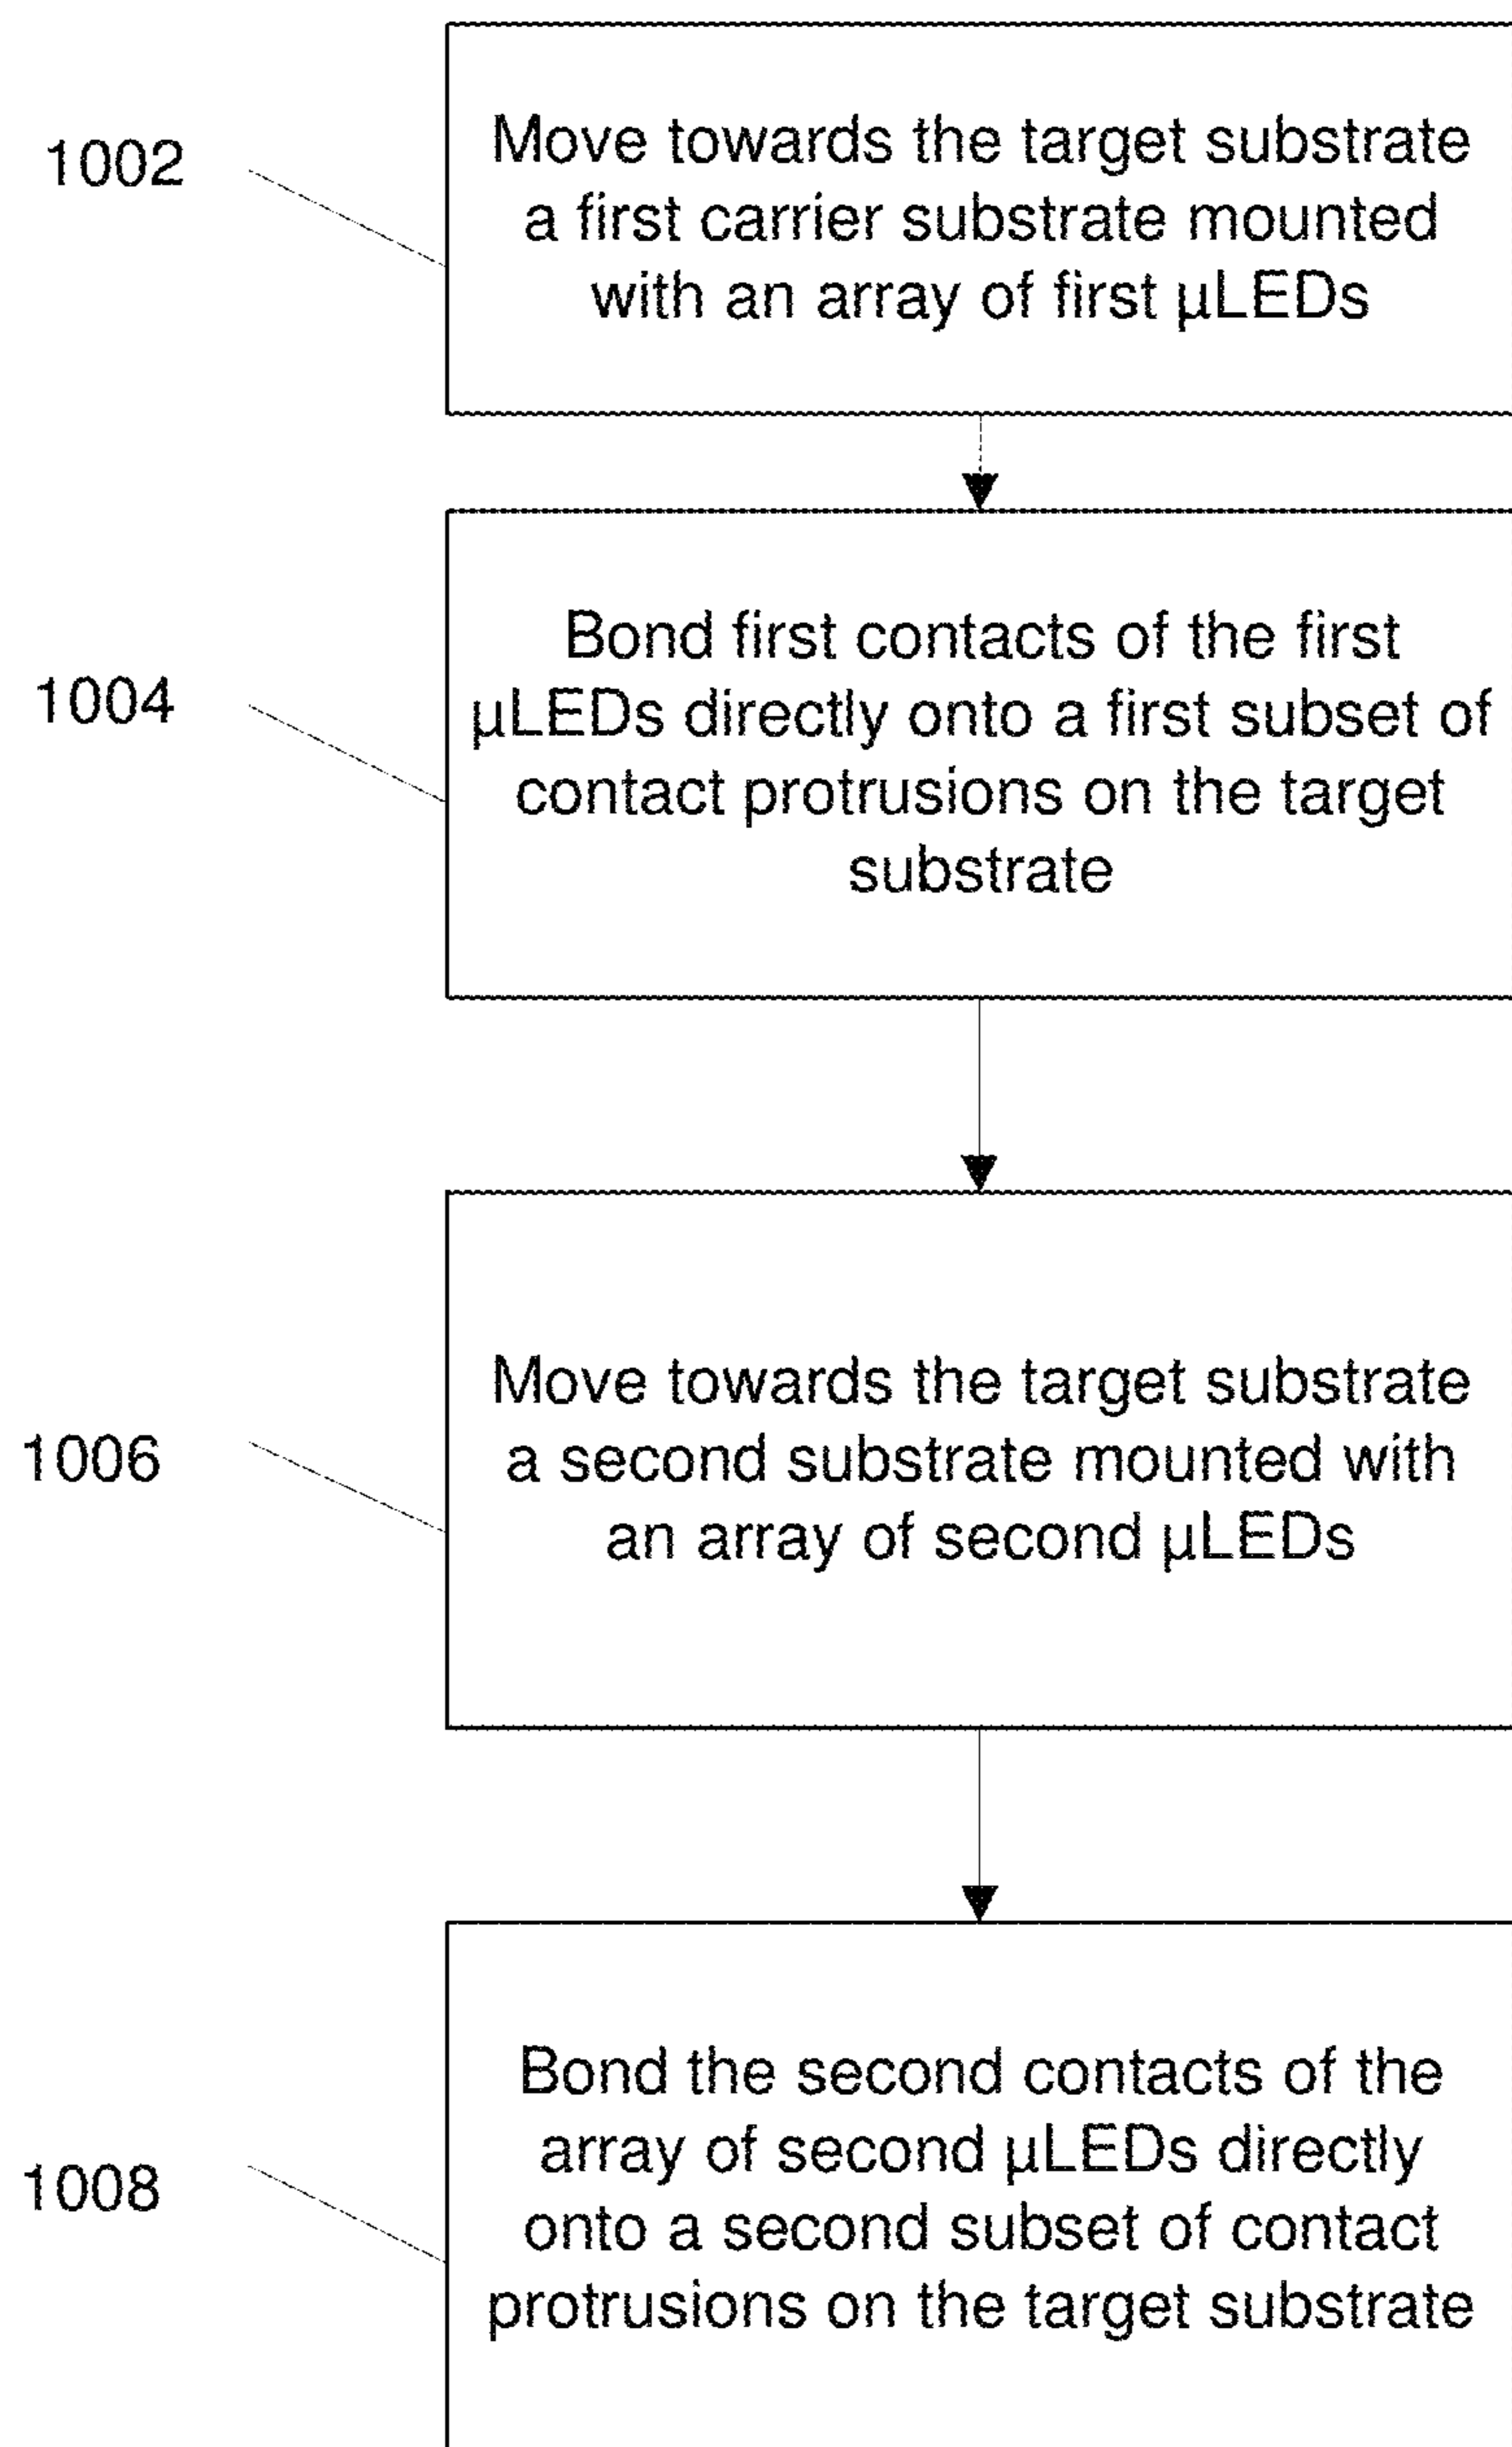 1002
Move towards the target substrate
a first carrier substrate mounted
with an array of first µLEDs
1004
Bond first contacts of the first
µLEDs directly onto a first subset of
contact protrusions on the target
substrate
1006
Move towards the target substrate
a second substrate mounted with
an array of second µLEDs
1008
Bond the second contacts of the
array of second µLEDs directly
onto a second subset of contact
protrusions on the target substrate